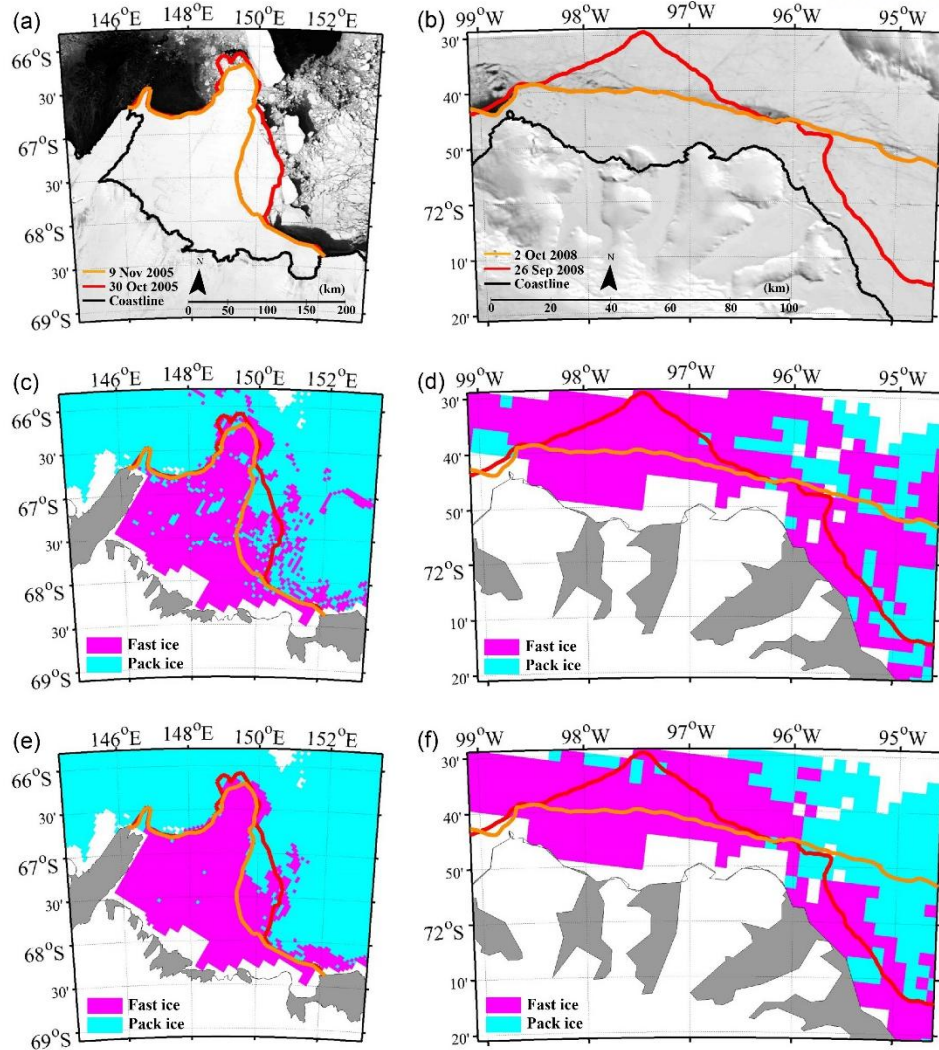 (a)
146°E 148°E 150°E 152°E
66°S
30'
67°S
30'
68°S
30'
69°S
9 Nov 2005
30 Oct 2005
Coastline
N
(km)
0 50 100 150 200
(b)
99°W 98°W 97°W 96°W 95°W
30'
40'
50'
72°S
10'
20'
2 Oct 2008
26 Sep 2008
Coastline
N
(km)
0 20 40 60 80 100
(c)
146°E 148°E 150°E 152°E
66°S
30'
67°S
30'
68°S
30'
69°S
Fast ice
Pack ice
(d)
99°W 98°W 97°W 96°W 95°W
30'
40'
50'
72°S
10'
20'
Fast ice
Pack ice
(e)
146°E 148°E 150°E 152°E
66°S
30'
67°S
30'
68°S
30'
69°S
Fast ice
Pack ice
(f)
99°W 98°W 97°W 96°W 95°W
30'
40'
50'
72°S
10'
20'
Fast ice
Pack ice